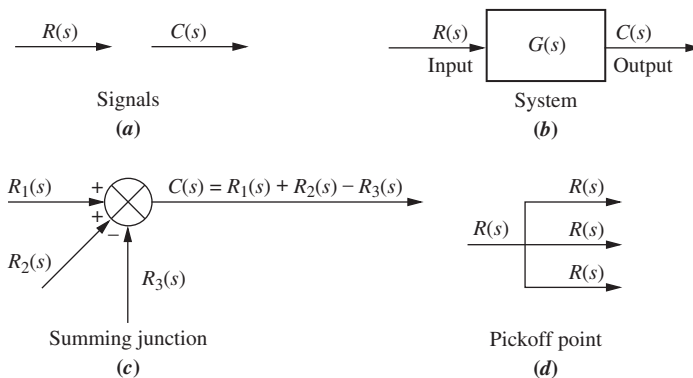 R(s) C(s)
Signals
(a)
R(s) G(s) C(s)
Input Output
System
(b)
R₁(s) + C(s) = R₁(s) + R₂(s) – R₃(s)
+
–
R₂(s)
R₃(s)
Summing junction
(c)
R(s)
R(s) R(s)
R(s)
Pickoff point
(d)